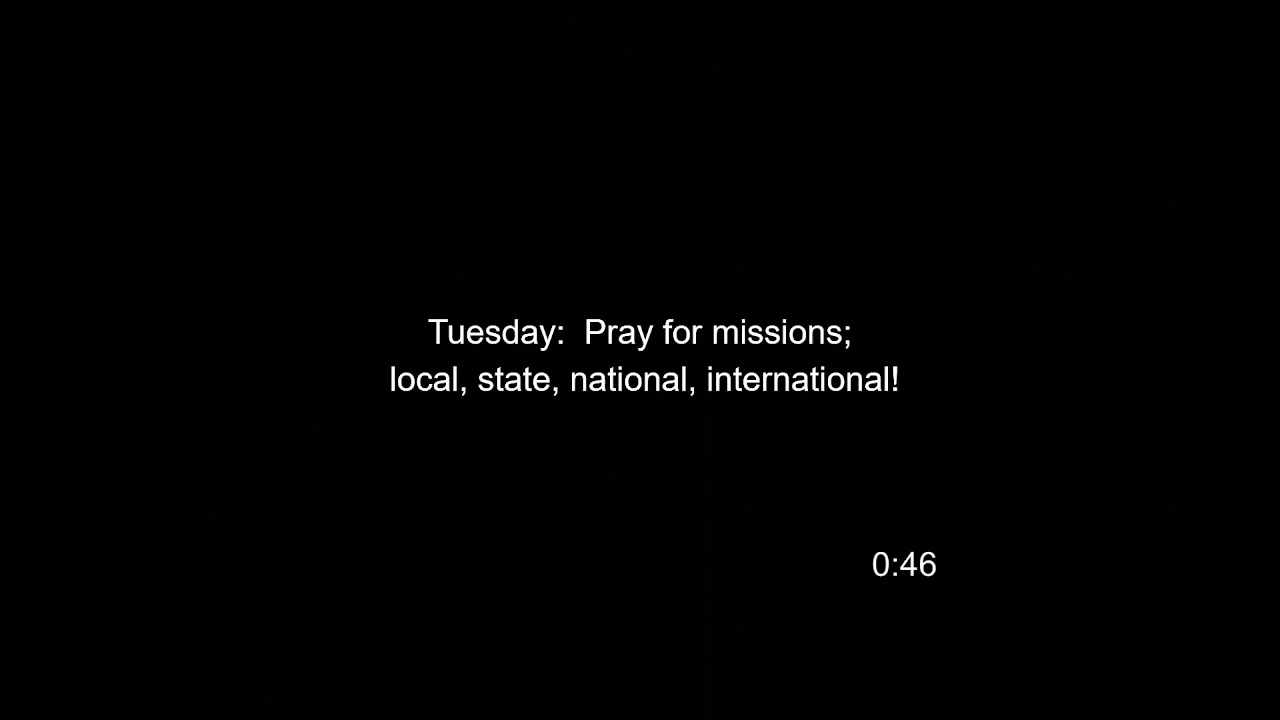 Tuesday:  Pray for missions;
local, state, national, international!
0:46